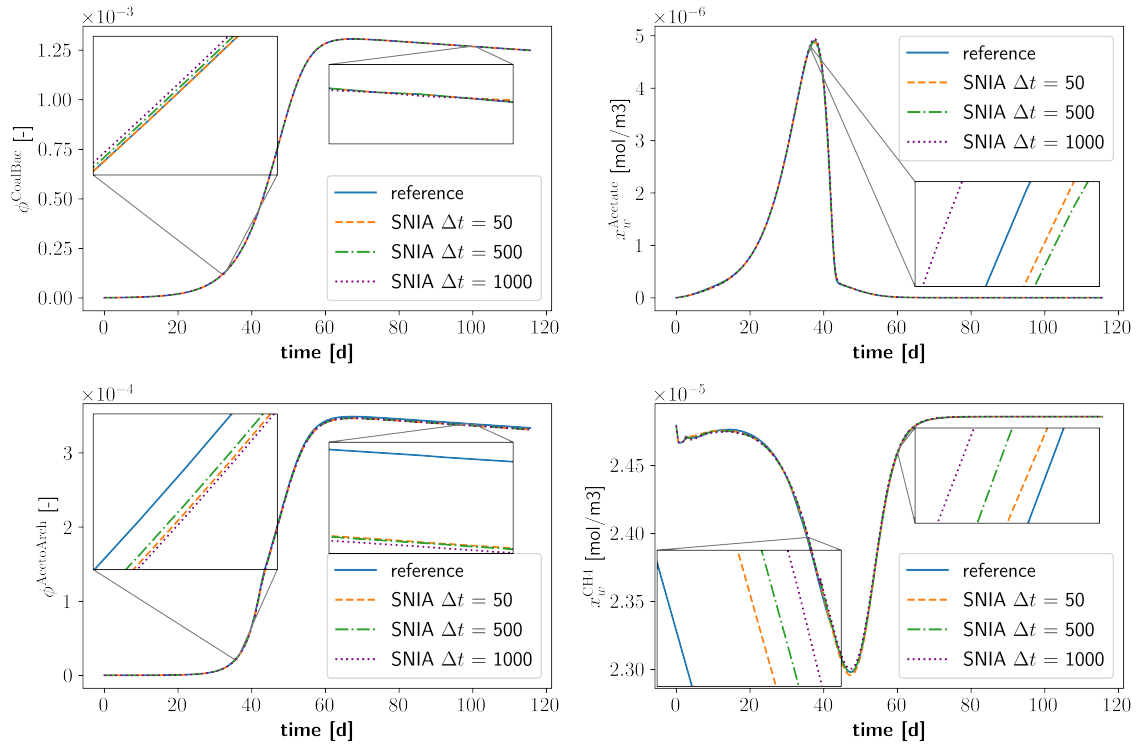 ×10⁻³
1.25
1.00
0.75
0.50
0.25
0.00
ϕ^CoalBac [-]
reference
SNIA Δt = 50
SNIA Δt = 500
SNIA Δt = 1000
0 20 40 60 80 100 120
time [d]
×10⁻⁶
5
4
3
2
1
0
x_w^Acetate [mol/m3]
reference
SNIA Δt = 50
SNIA Δt = 500
SNIA Δt = 1000
0 20 40 60 80 100 120
time [d]
×10⁻⁴
3
2
1
0
ϕ^AcetoArch [-]
reference
SNIA Δt = 50
SNIA Δt = 500
SNIA Δt = 1000
0 20 40 60 80 100 120
time [d]
×10⁻⁵
2.45
2.40
2.35
2.30
x_w^CH4 [mol/m3]
reference
SNIA Δt = 50
SNIA Δt = 500
SNIA Δt = 1000
0 20 40 60 80 100 120
time [d]